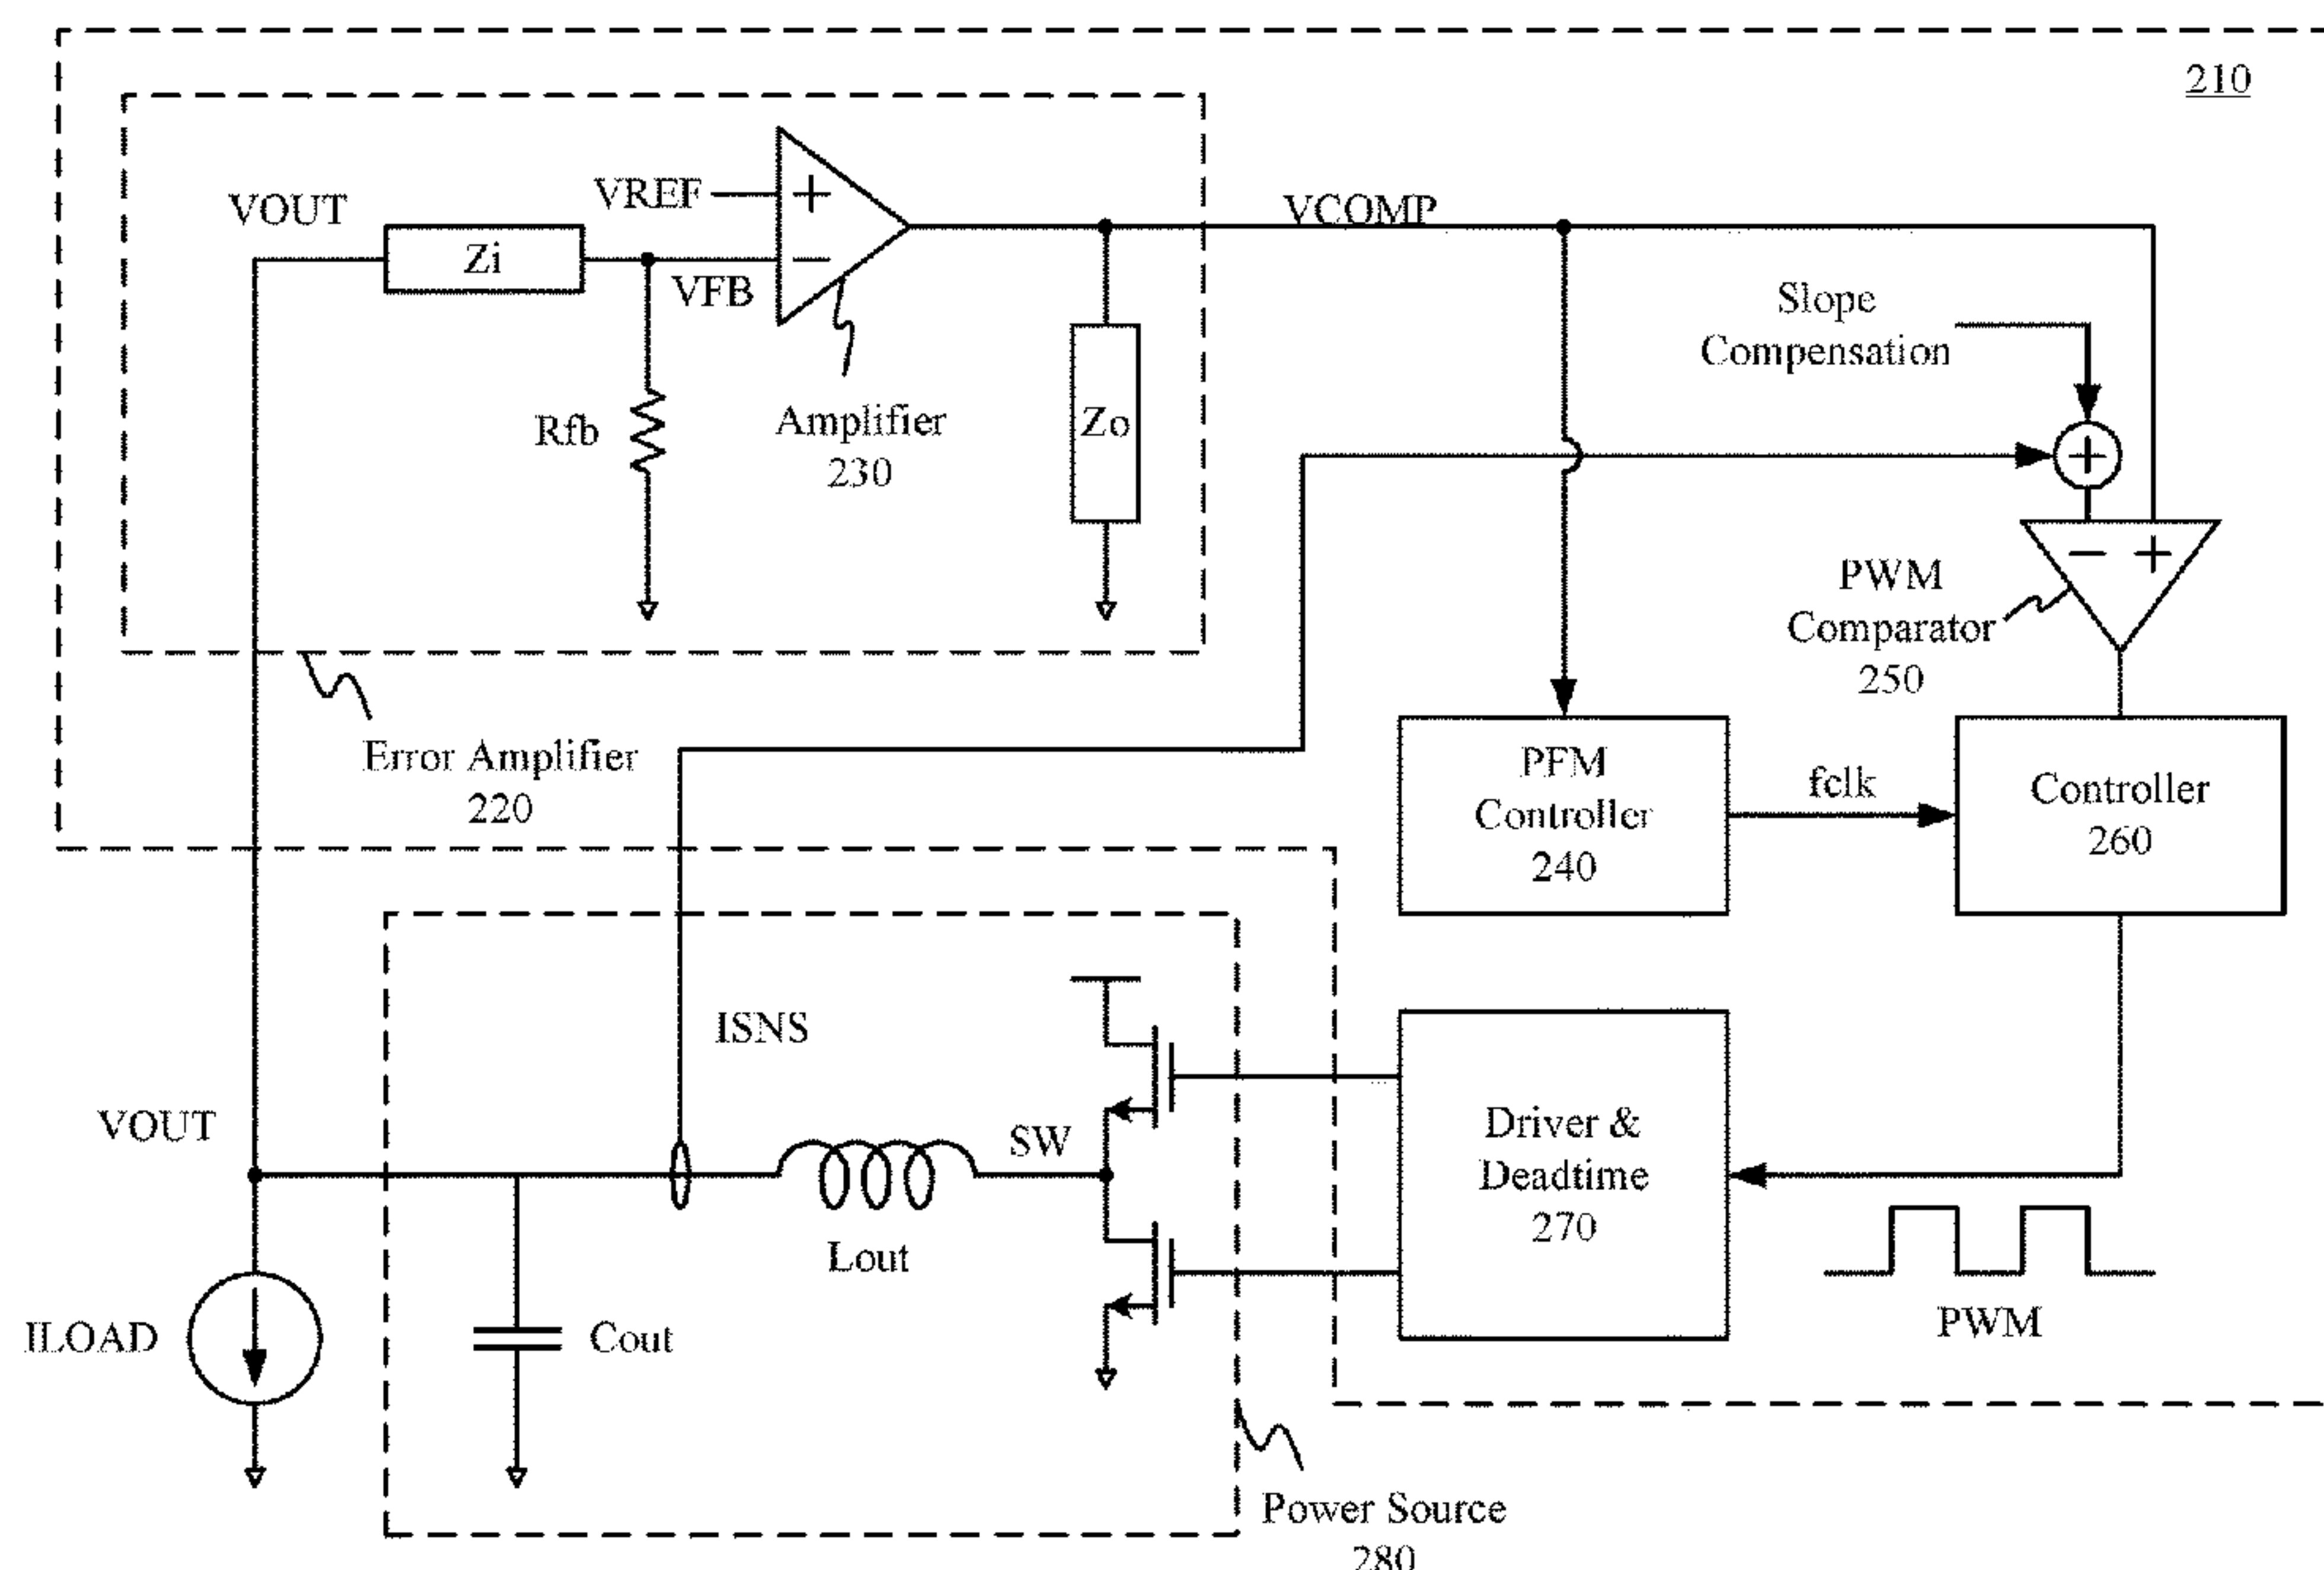 210
VOUT
VREF
+
Zi
−
VFB
VCOMP
Slope
Compensation
Rfb
Amplifier
230
Zo
+
− +
PWM
Comparator
250
Error Amplifier
220
PFM
Controller
240
fclk
Controller
260
ISNS
VOUT
SW
Lout
Driver &
Deadtime
270
ILOAD
Cout
PWM
Power Source
280